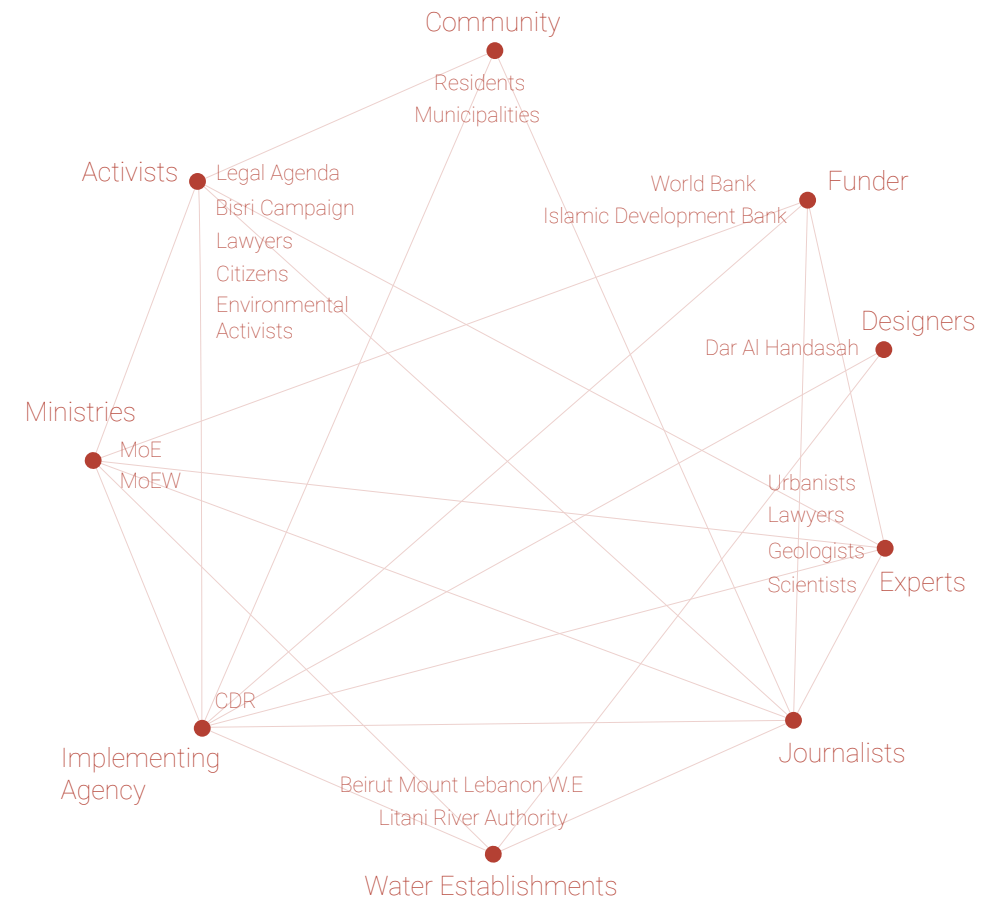 Community
Residents
Municipalities
Activists
Legal Agenda
Bisri Campaign
Lawyers
Citizens
Environmental
Activists
World Bank
Islamic Development Bank
Funder
Designers
Dar Al Handasah
Ministries
MoE
MoEW
Urbanists
Lawyers
Geologists
Scientists
Experts
CDR
Implementing
Agency
Journalists
Beirut Mount Lebanon W.E
Litani River Authority
Water Establishments